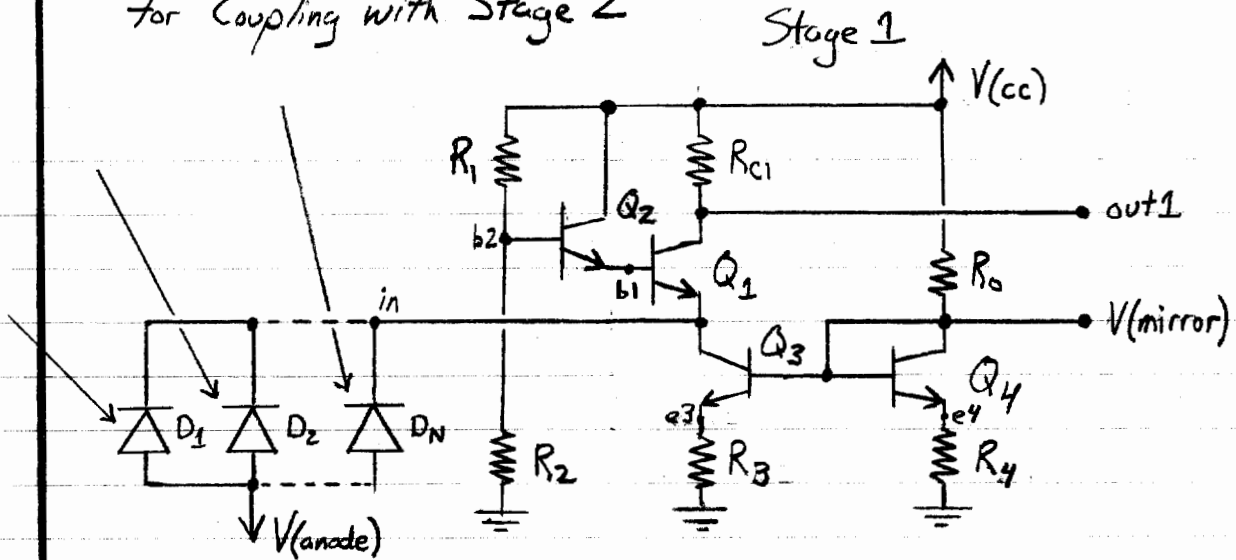 for Coupling with Stage 2
Stage 1
V(cc)
R1
RC1
Q2
out1
b2
Q1
R0
b1
in
V(mirror)
Q3
Q4
e3
e4
D1
D2
DN
R2
R3
R4
V(anode)